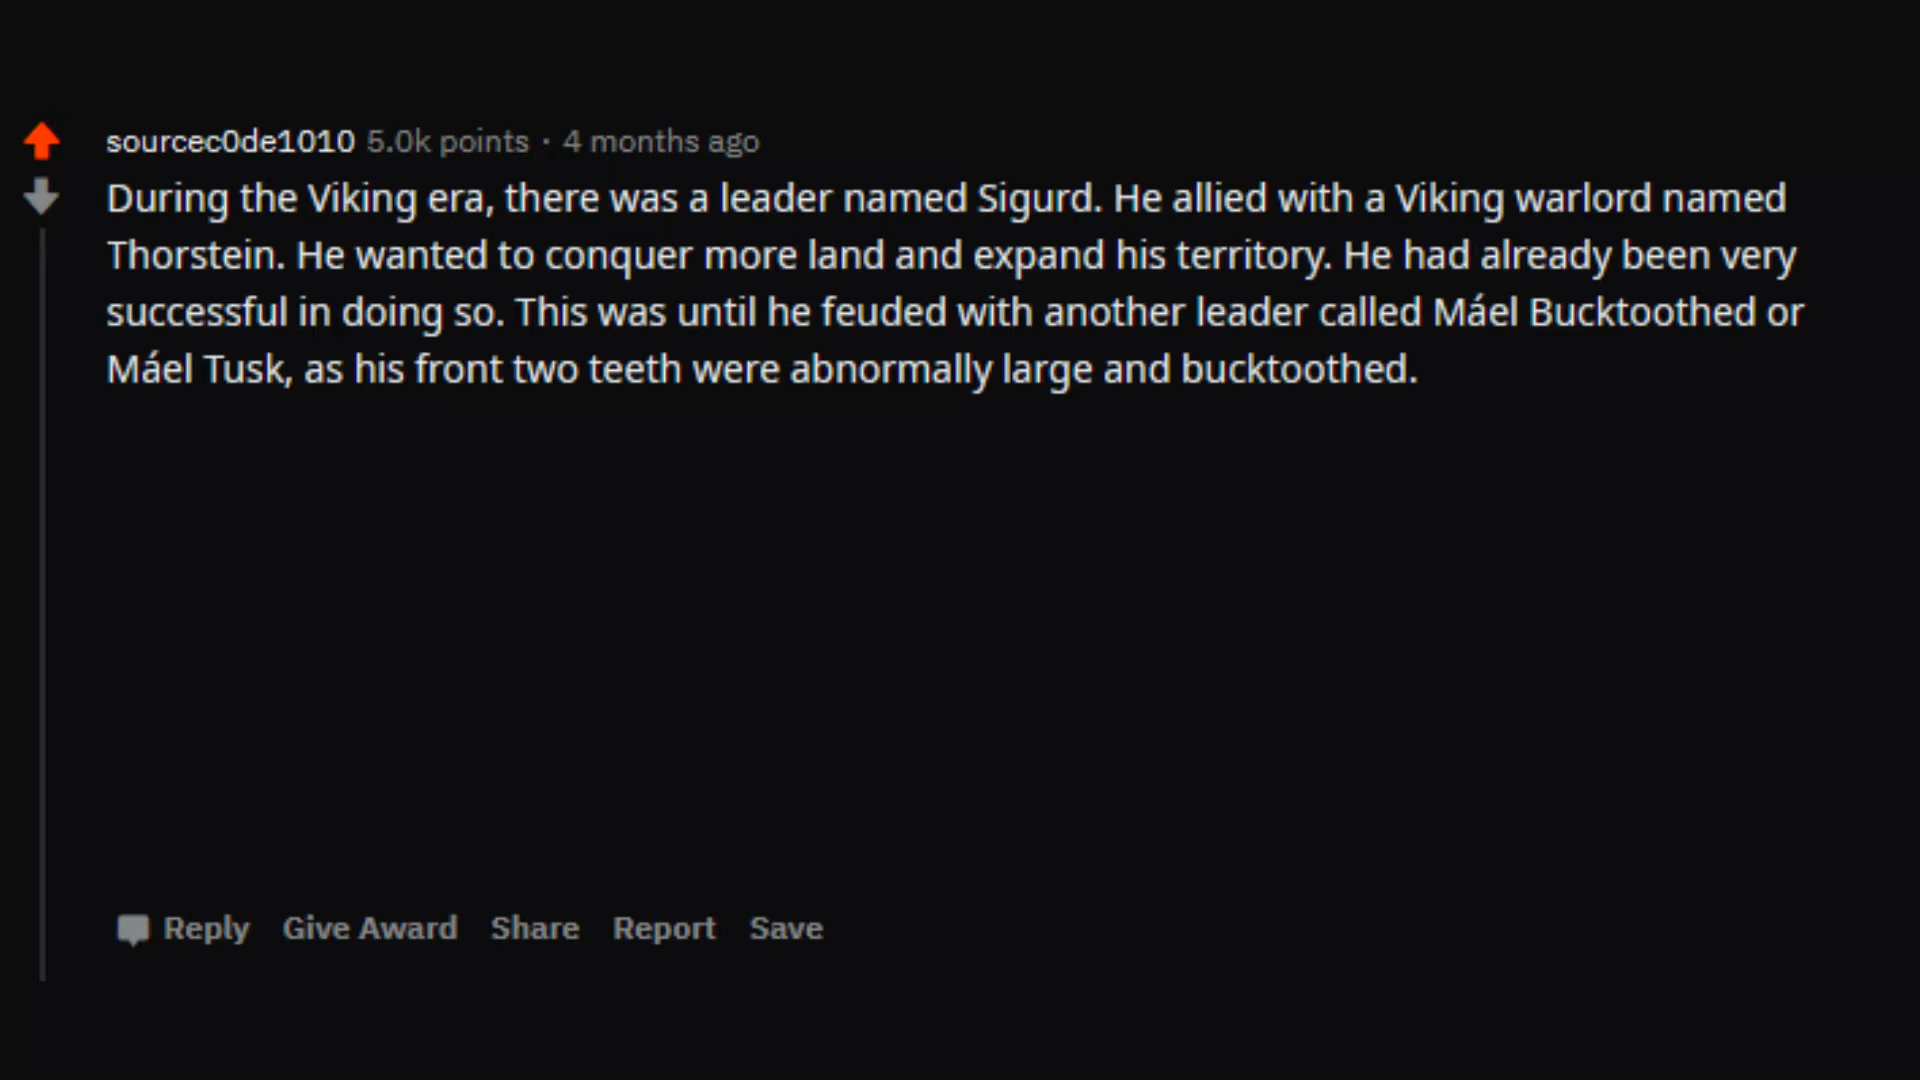 sourcec0de1010 5.0k points · 4 months ago
During the Viking era, there was a leader named Sigurd. He allied with a Viking warlord named
Thorstein. He wanted to conquer more land and expand his territory. He had already been very
successful in doing so. This was until he feuded with another leader called Máel Bucktoothed or
Máel Tusk, as his front two teeth were abnormally large and bucktoothed.
Reply Give Award Share Report Save